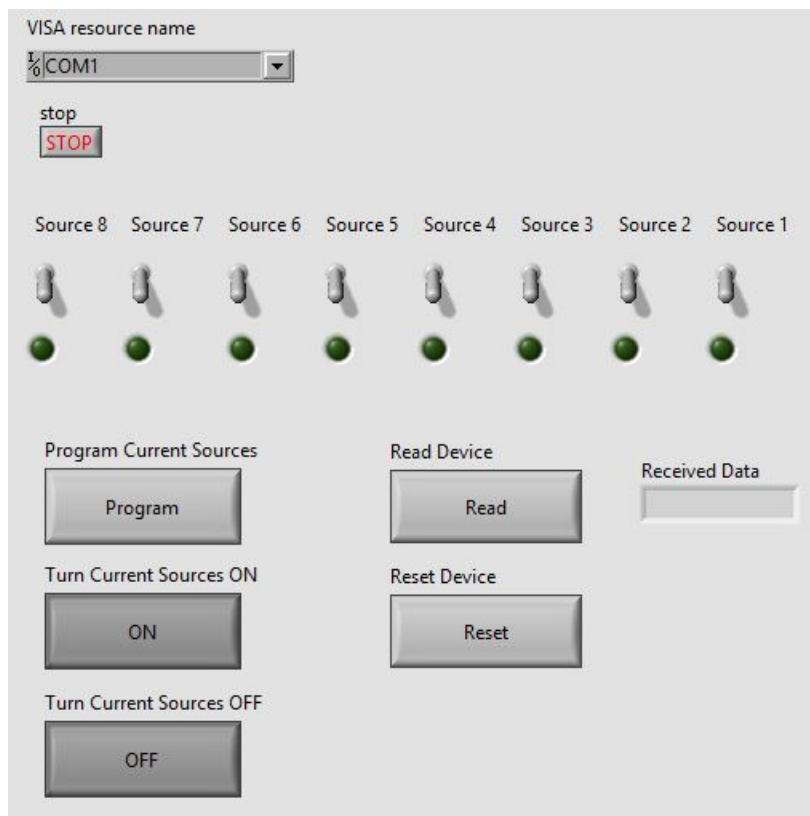 VISA resource name
I/O COM1
stop
STOP
Source 8 Source 7 Source 6 Source 5 Source 4 Source 3 Source 2 Source 1
Program Current Sources
Program
Read Device
Read
Received Data
Turn Current Sources ON
ON
Reset Device
Reset
Turn Current Sources OFF
OFF